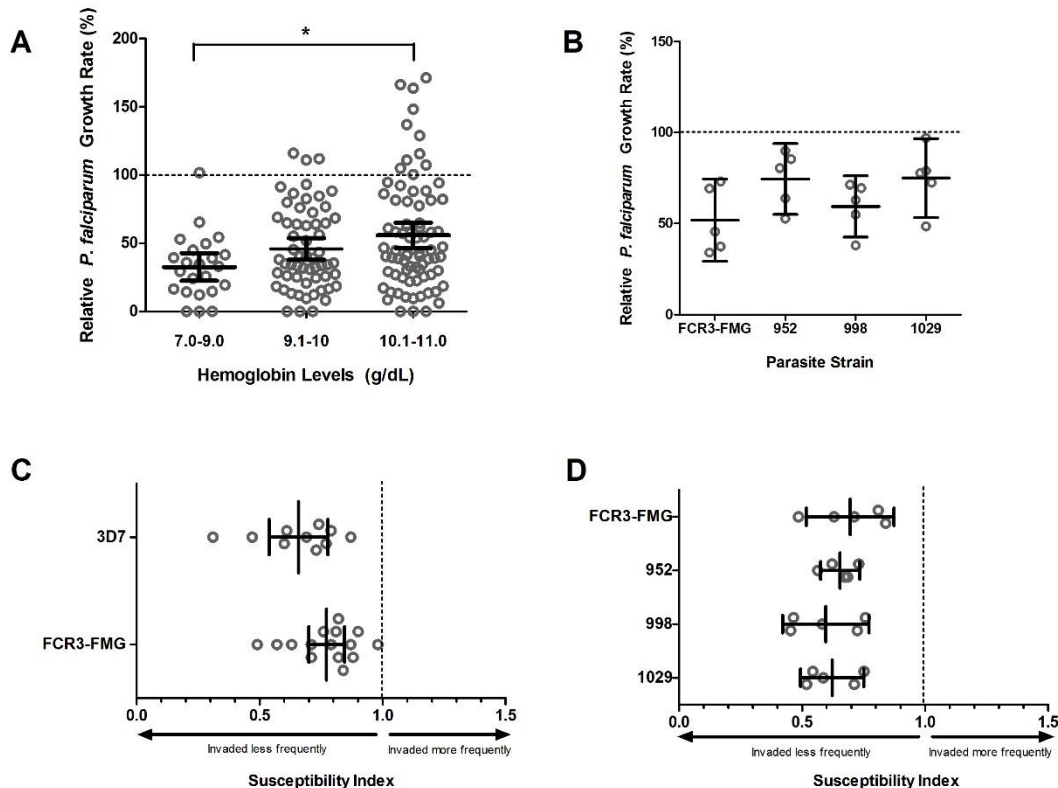 A
Relative P. falciparum Growth Rate (%)
200
150
100
50
0
*
7.0-9.0 9.1-10 10.1-11.0
Hemoglobin Levels (g/dL)
B
Relative P. falciparum Growth Rate (%)
150
100
50
0
FCR3-FMG 952 998 1029
Parasite Strain
C
3D7
FCR3-FMG
0.0 0.5 1.0 1.5
Invaded less frequently Invaded more frequently
Susceptibility Index
D
FCR3-FMG
952
998
1029
0.0 0.5 1.0 1.5
Invaded less frequently Invaded more frequently
Susceptibility Index